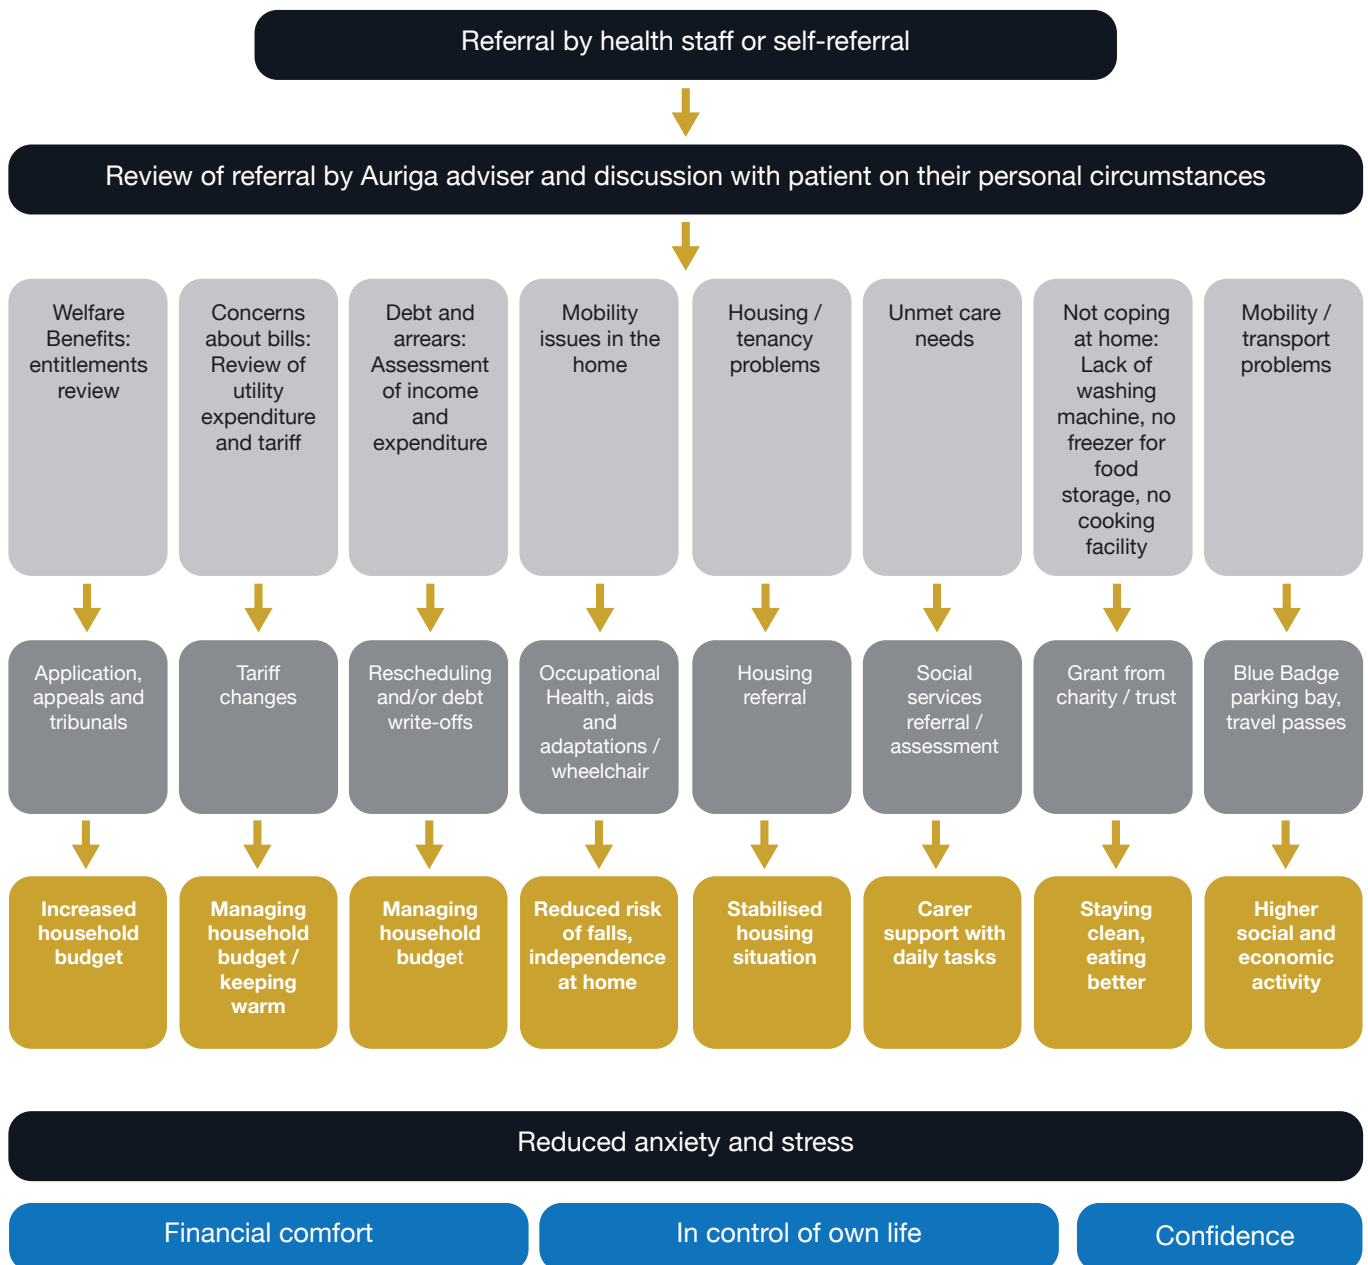 Referral by health staff or self-referral
Review of referral by Auriga adviser and discussion with patient on their personal circumstances
Welfare
Benefits:
entitlements
review
Concerns
about bills:
Review of
utility
expenditure
and tariff
Debt and
arrears:
Assessment
of income
and
expenditure
Mobility
issues in the
home
Housing /
tenancy
problems
Unmet care
needs
Not coping
at home:
Lack of
washing
machine, no
freezer for
food
storage, no
cooking
facility
Mobility /
transport
problems
Application,
appeals and
tribunals
Tariff
changes
Rescheduling
and/or debt
write-offs
Occupational
Health, aids
and
adaptations /
wheelchair
Housing
referral
Social
services
referral /
assessment
Grant from
charity / trust
Blue Badge
parking bay,
travel passes
Increased
household
budget
Managing
household
budget /
keeping
warm
Managing
household
budget
Reduced risk
of falls,
independence
at home
Stabilised
housing
situation
Carer
support with
daily tasks
Staying
clean,
eating
better
Higher
social and
economic
activity
Reduced anxiety and stress
Financial comfort
In control of own life
Confidence